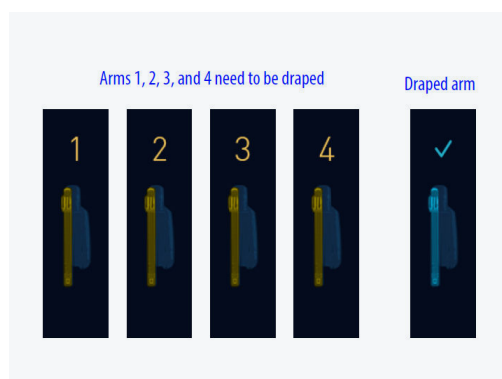 Arms 1, 2, 3, and 4 need to be draped
Draped arm
1 2 3 4